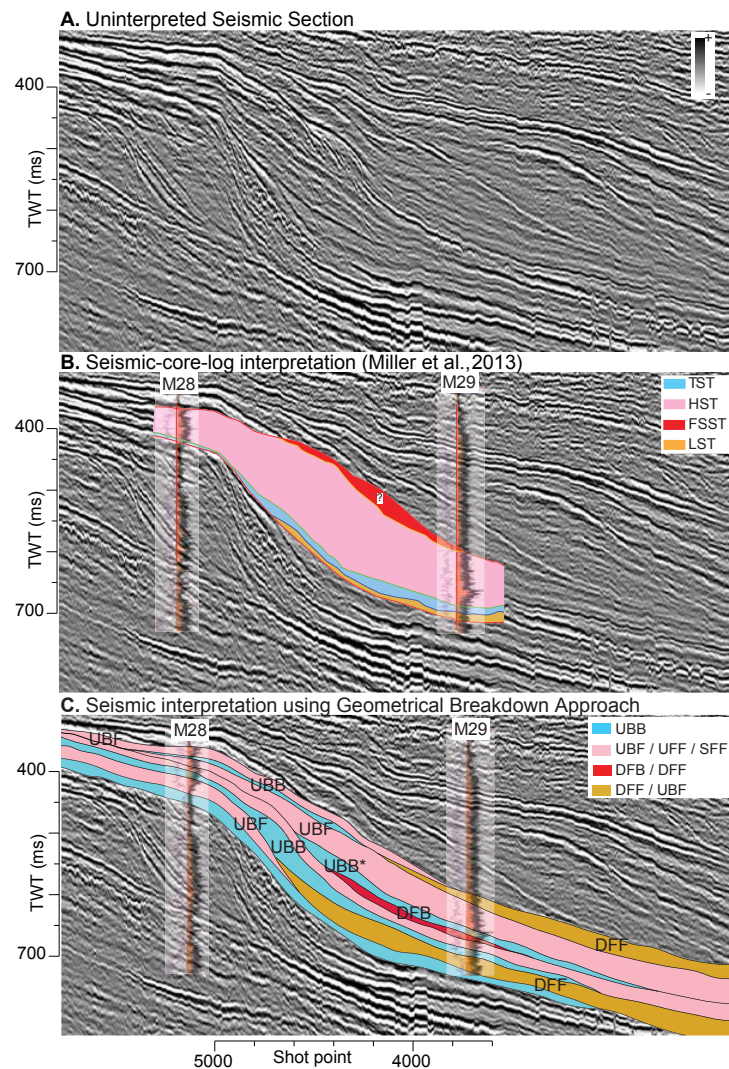 A. Uninterpreted Seismic Section
+
-
400
TWT (ms)
700
B. Seismic-core-log interpretation (Miller et al.,2013)
M28
M29
TST
HST
FSST
LST
400
?
TWT (ms)
700
C. Seismic interpretation using Geometrical Breakdown Approach
UBF
M28
M29
UBB
UBF / UFF / SFF
DFB / DFF
DFF / UBF
400
UBB
UBF
UBF
UBB
UBB*
TWT (ms)
DFB
DFF
700
DFF
5000
Shot point
4000